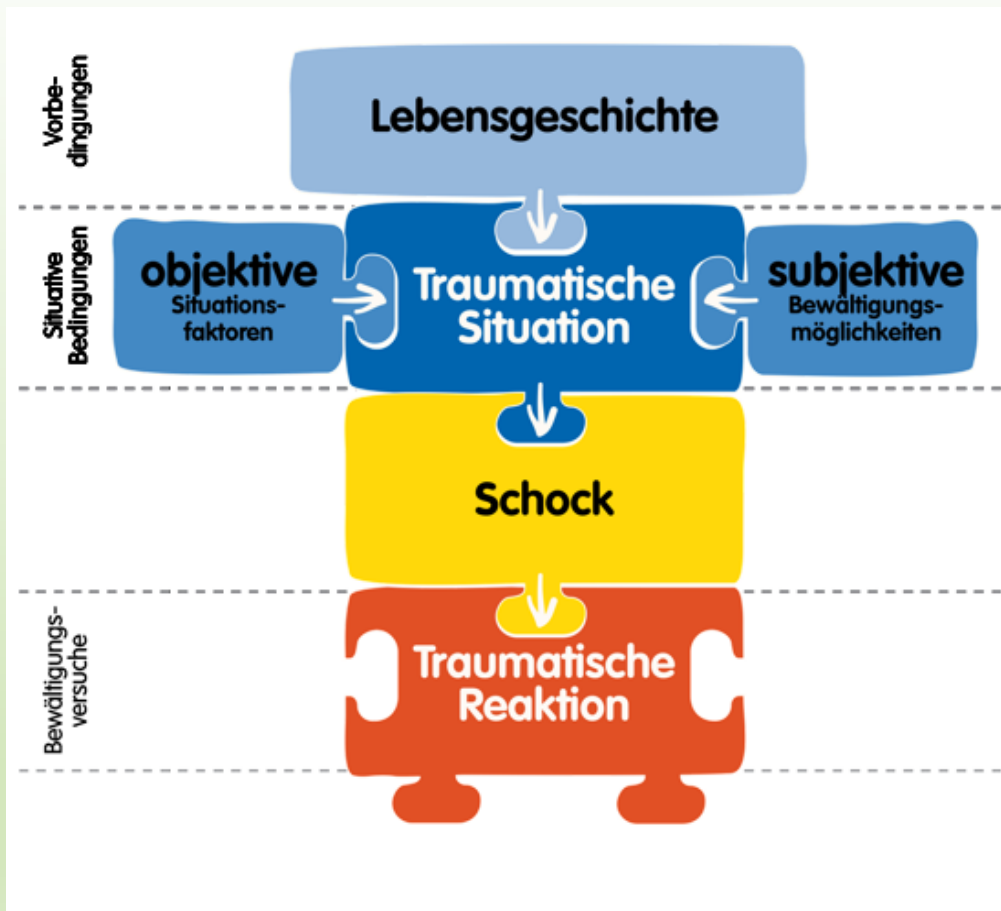 Vorbe-
dingungen
Lebensgeschichte
Situative
Bedingungen
objektive
Situations-
faktoren
Traumatische
Situation
subjektive
Bewältigungs-
möglichkeiten
Schock
Bewältigungs-
versuche
Traumatische
Reaktion